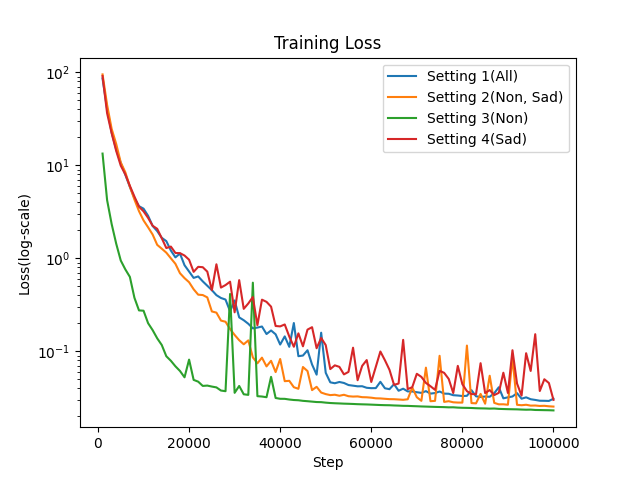 Training Loss
Loss(log-scale)
10²
10¹
10⁰
10⁻¹
Setting 1(All)
Setting 2(Non, Sad)
Setting 3(Non)
Setting 4(Sad)
0 20000 40000 60000 80000 100000
Step